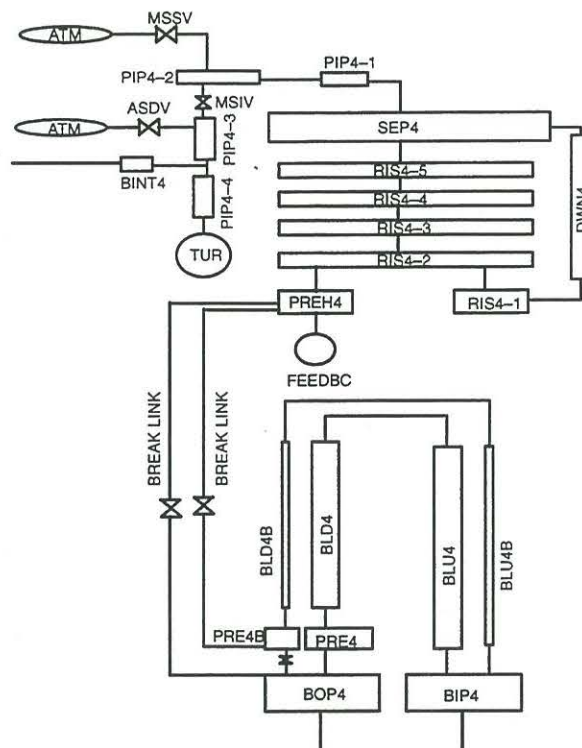 MSSV
ATM
PIP4-1
PIP4-2
MSIV
ASDV
ATM
PIP4-3
SEP4
BINT4
PIP4-4
RIS4-5
RIS4-4
DWN4
RIS4-3
TUR
RIS4-2
PREH4
RIS4-1
FEEDBC
BREAK LINK
BREAK LINK
BLD4B
BLD4
BLU4
BLU4B
PRE4B
PRE4
BOP4
BIP4